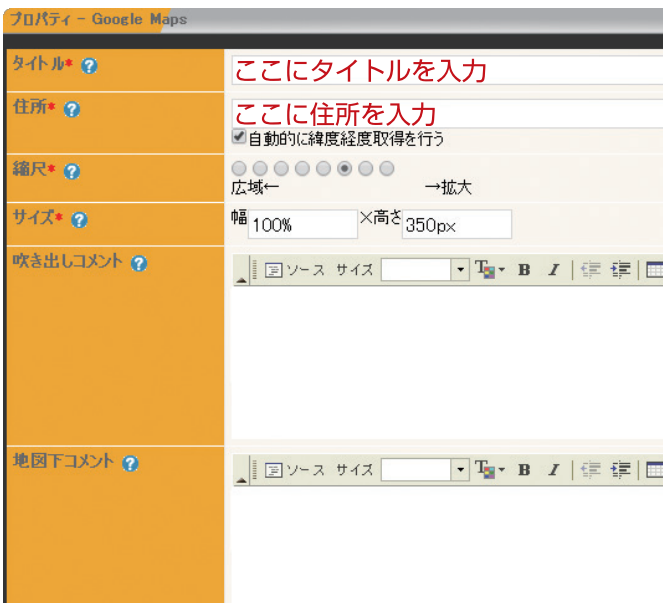 プロパティ - Google Maps
タイトル* ?
ここにタイトルを入力
住所* ?
ここに住所を入力
自動的に緯度経度取得を行う
縮尺* ?
広域← →拡大
サイズ* ?
幅 100% ×高さ 350px
吹き出しコメント ?
ソース サイズ T B I
地図下コメント ?
ソース サイズ T B I